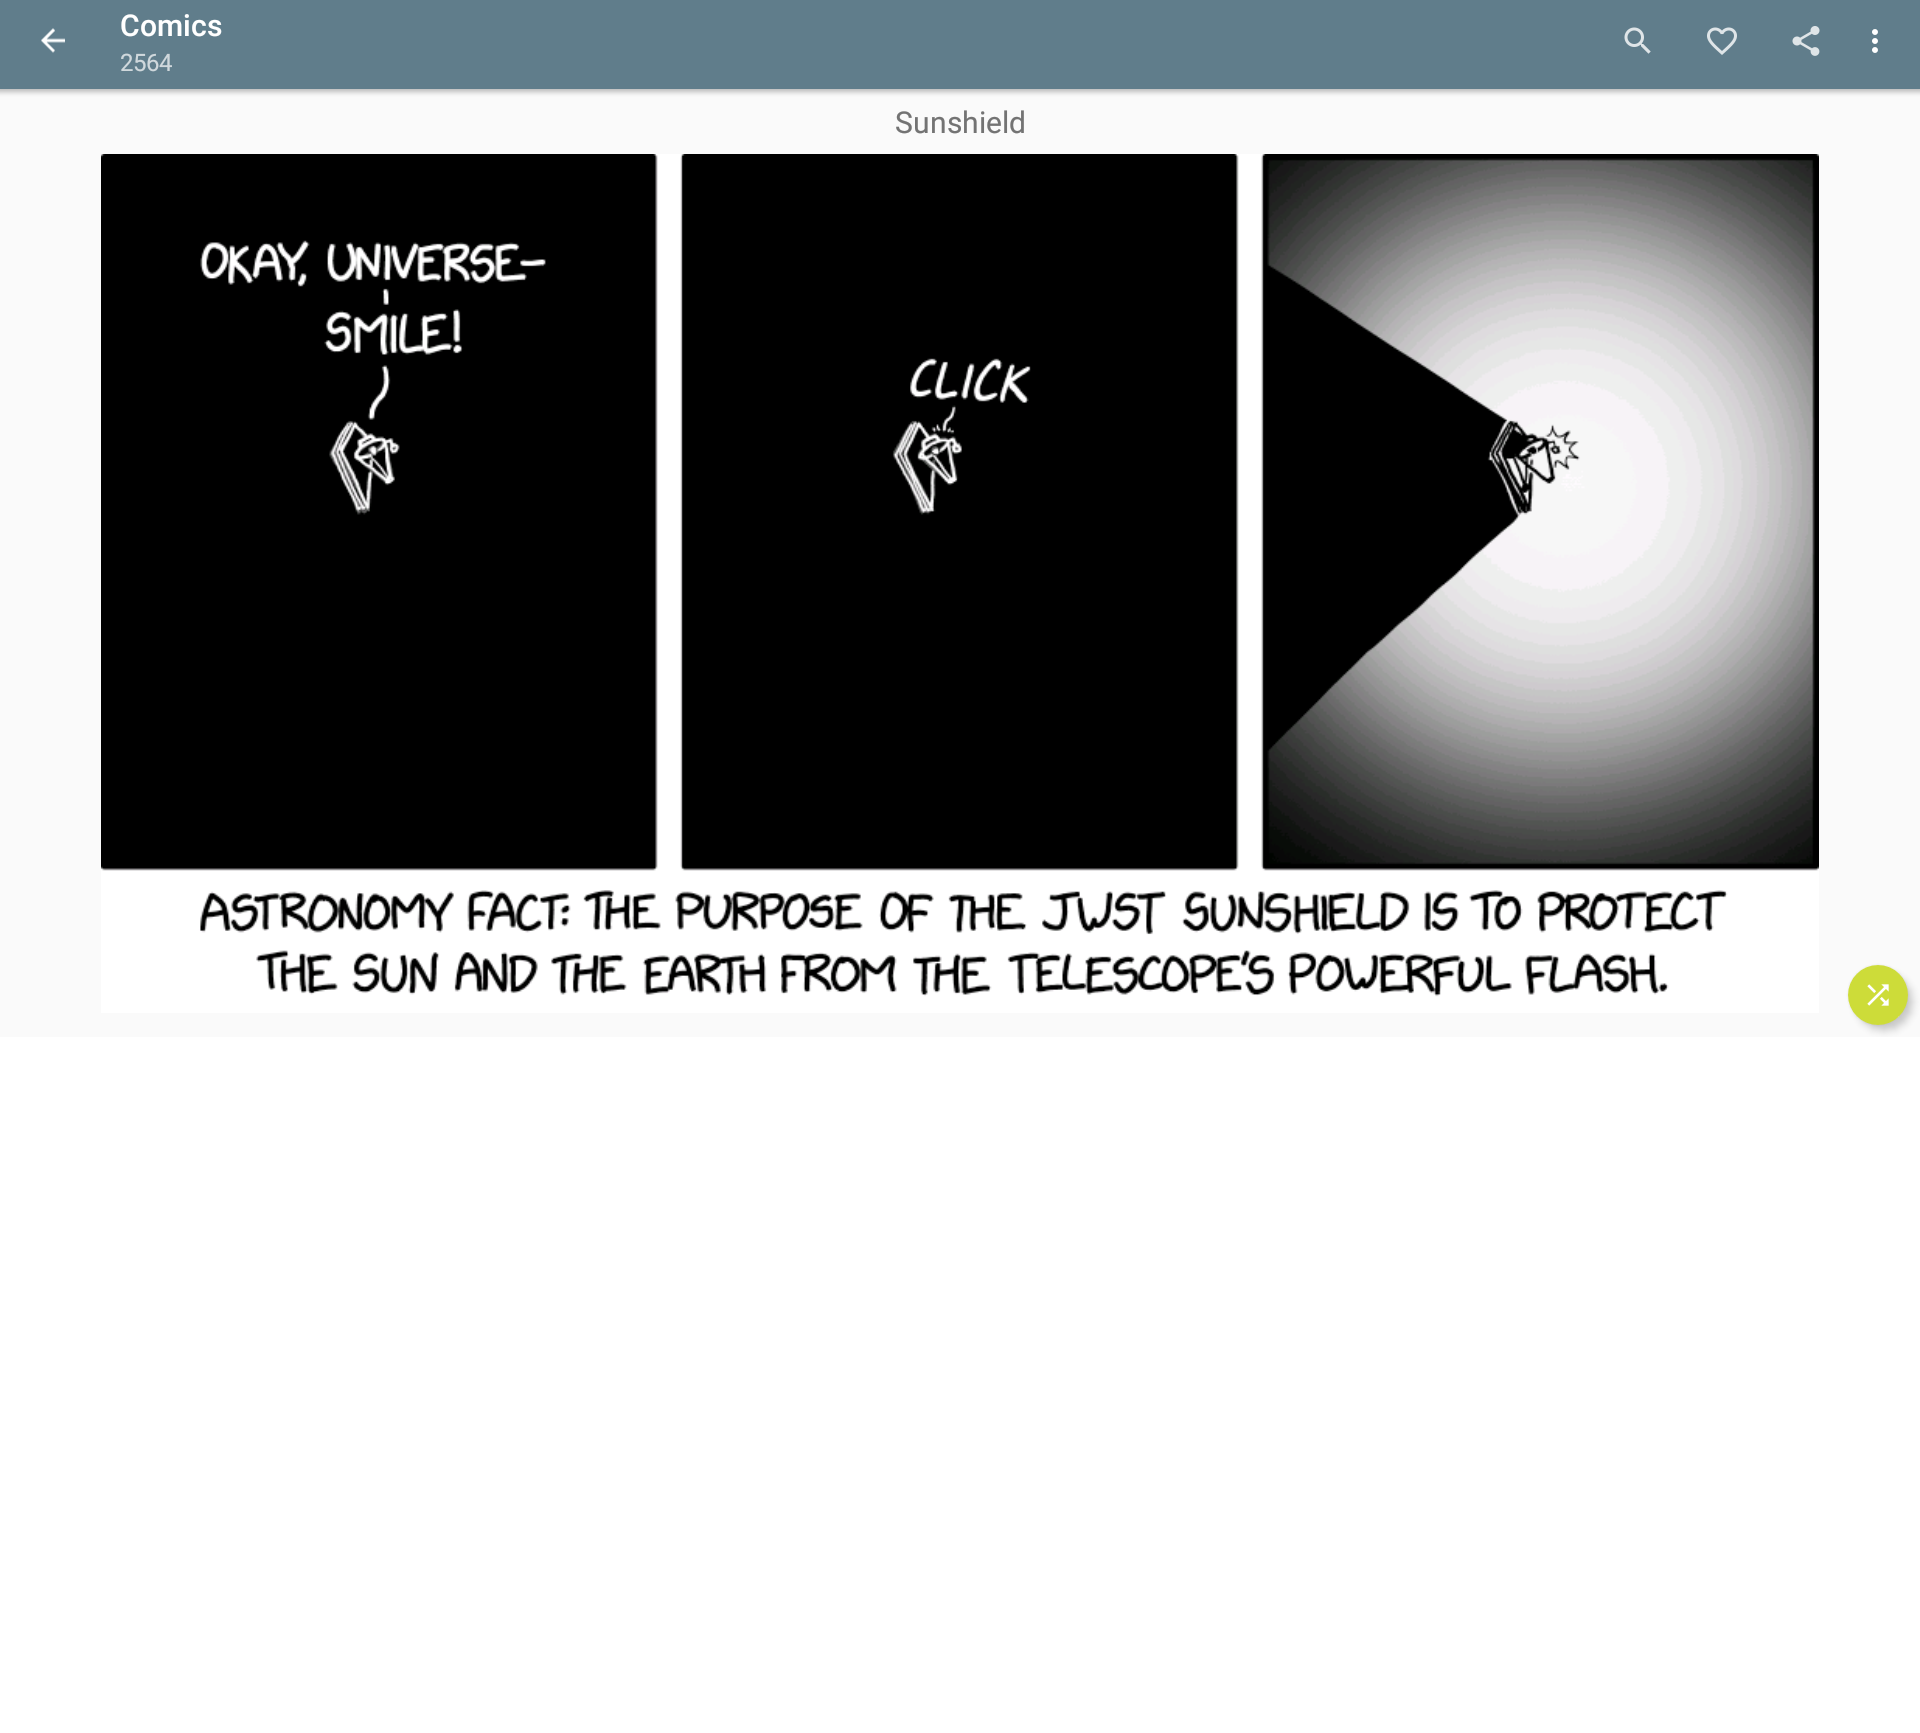 Comics
2564
Sunshield
OKAY, UNIVERSE–
SMILE!
CLICK
ASTRONOMY FACT: THE PURPOSE OF THE JWST SUNSHIELD IS TO PROTECT
THE SUN AND THE EARTH FROM THE TELESCOPE'S POWERFUL FLASH.